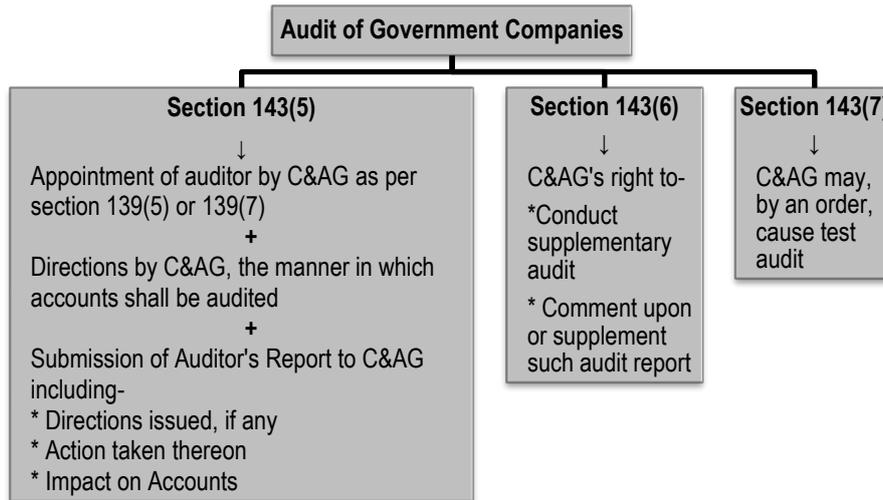 Audit of Government Companies
Section 143(5)
↓
Appointment of auditor by C&AG as per
section 139(5) or 139(7)
+
Directions by C&AG, the manner in which
accounts shall be audited
+
Submission of Auditor's Report to C&AG
including-
* Directions issued, if any
* Action taken thereon
* Impact on Accounts
Section 143(6)
↓
C&AG's right to-
*Conduct
supplementary
audit
* Comment upon
or supplement
such audit report
Section 143(7)
↓
C&AG may,
by an order,
cause test
audit